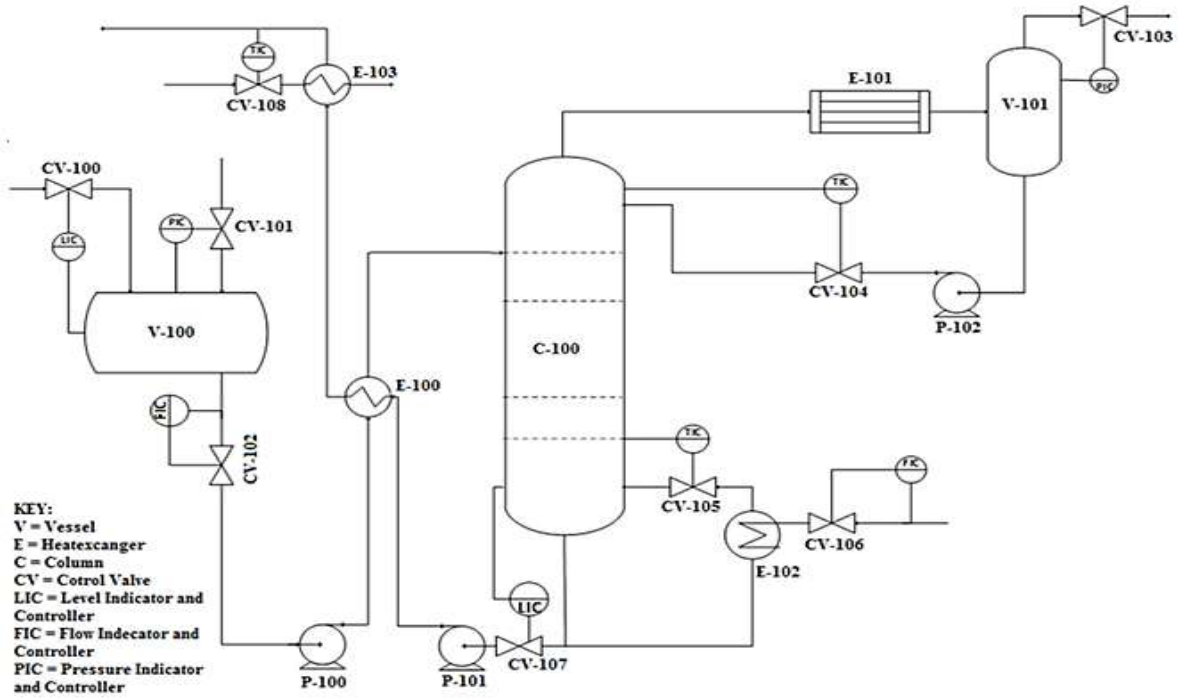 TIC
E-103
CV-108
CV-103
PIC
V-101
E-101
CV-100
LIC
PIC
CV-101
V-100
FIC
CV-102
TIC
CV-104
P-102
C-100
E-100
TIC
CV-105
FIC
CV-106
E-102
LIC
CV-107
P-100
P-101
KEY:
V = Vessel
E = Heatexcanger
C = Column
CV = Cotrol Valve
LIC = Level Indicator and
Controller
FIC = Flow Indecator and
Controller
PIC = Pressure Indicator
and Controller